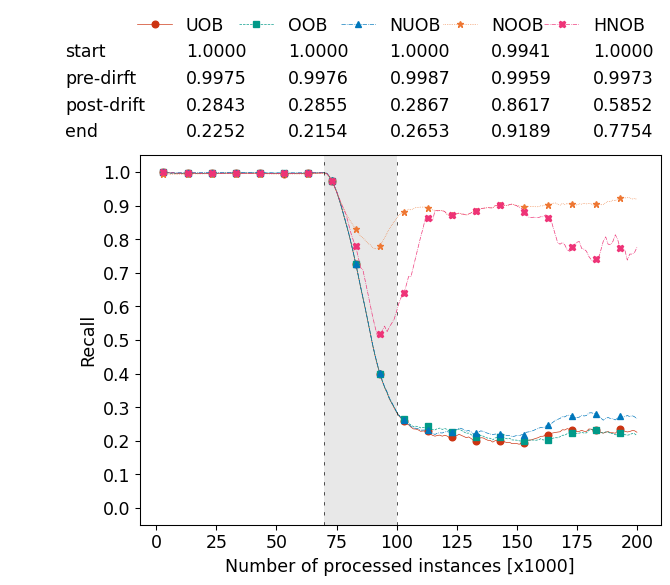 UOB OOB NUOB NOOB HNOB
start 1.0000 1.0000 1.0000 0.9941 1.0000
pre-dirft 0.9975 0.9976 0.9987 0.9959 0.9973
post-drift 0.2843 0.2855 0.2867 0.8617 0.5852
end 0.2252 0.2154 0.2653 0.9189 0.7754
1.0
0.9
0.8
0.7
0.6
0.5
0.4
0.3
0.2
0.1
0.0
Recall
0 25 50 75 100 125 150 175 200
Number of processed instances [x1000]